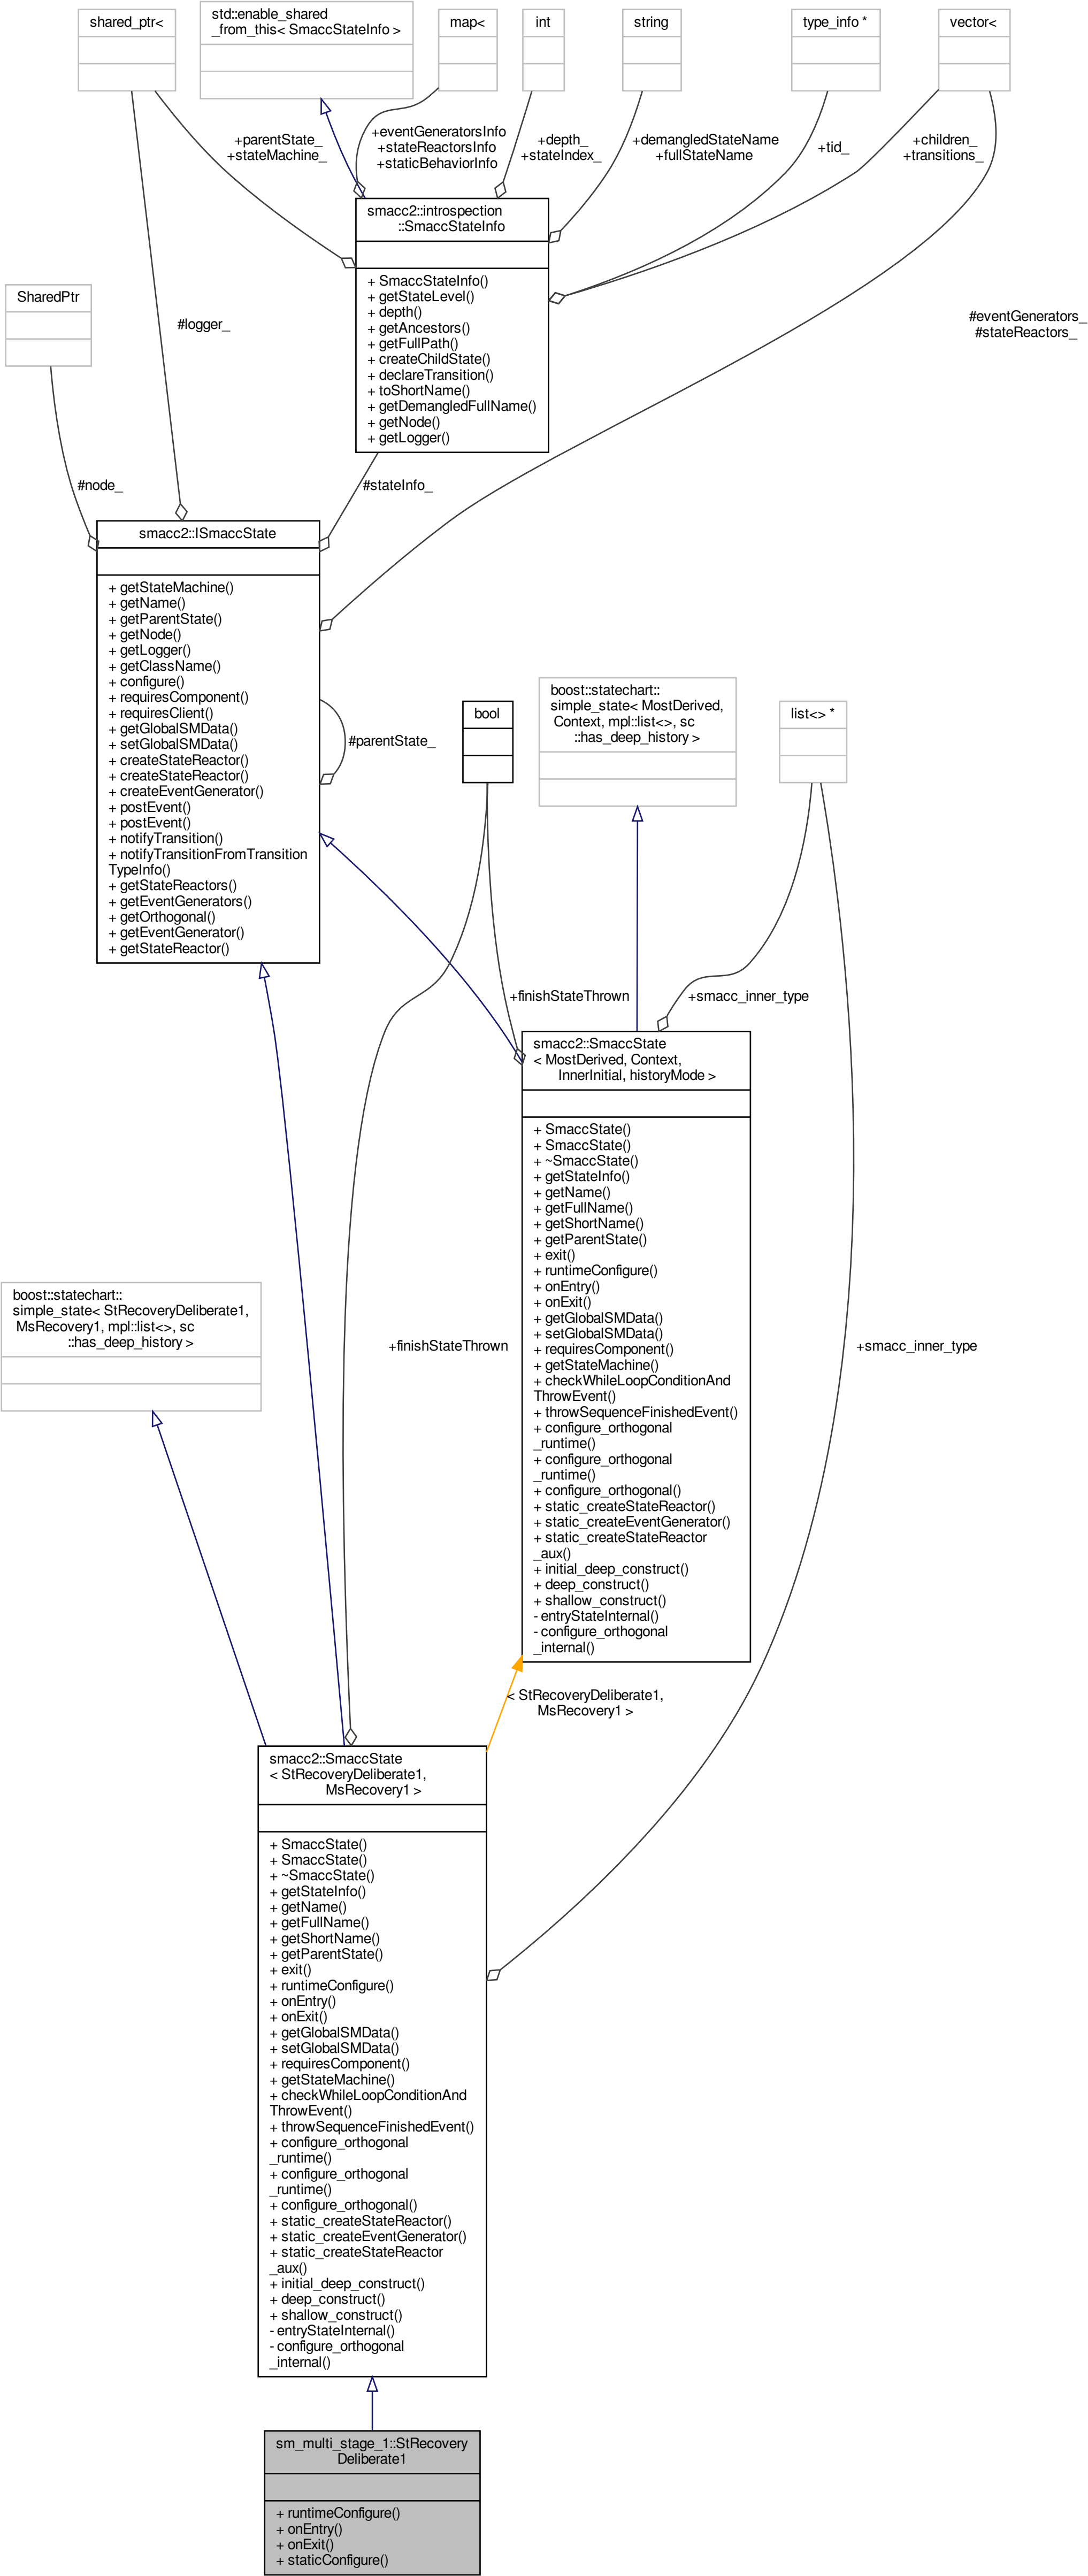 shared_ptr<
std::enable_shared
_from_this< SmaccStateInfo >
map<
int
string
type_info *
vector<
+parentState_
+stateMachine_
+eventGeneratorsInfo
+stateReactorsInfo
+staticBehaviorInfo
+depth_
+stateIndex_
+demangledStateName
+fullStateName
+tid_
+children_
+transitions_
smacc2::introspection
::SmaccStateInfo
+ SmaccStateInfo()
+ getStateLevel()
+ depth()
+ getAncestors()
+ getFullPath()
+ createChildState()
+ declareTransition()
+ toShortName()
+ getDemangledFullName()
+ getNode()
+ getLogger()
SharedPtr
#logger_
#eventGenerators_
#stateReactors_
#node_
#stateInfo_
smacc2::ISmaccState
+ getStateMachine()
+ getName()
+ getParentState()
+ getNode()
+ getLogger()
+ getClassName()
+ configure()
+ requiresComponent()
+ requiresClient()
+ getGlobalSMData()
+ setGlobalSMData()
+ createStateReactor()
+ createStateReactor()
+ createEventGenerator()
+ postEvent()
+ postEvent()
+ notifyTransition()
+ notifyTransitionFromTransition
TypeInfo()
+ getStateReactors()
+ getEventGenerators()
+ getOrthogonal()
+ getEventGenerator()
+ getStateReactor()
#parentState_
bool
boost::statechart::
simple_state< MostDerived,
Context, mpl::list<>, sc
::has_deep_history >
list<> *
+finishStateThrown
+smacc_inner_type
smacc2::SmaccState
< MostDerived, Context,
InnerInitial, historyMode >
+ SmaccState()
+ SmaccState()
+ ~SmaccState()
+ getStateInfo()
+ getName()
+ getFullName()
+ getShortName()
+ getParentState()
+ exit()
+ runtimeConfigure()
+ onEntry()
+ onExit()
+ getGlobalSMData()
+ setGlobalSMData()
+ requiresComponent()
+ getStateMachine()
+ checkWhileLoopConditionAnd
ThrowEvent()
+ throwSequenceFinishedEvent()
+ configure_orthogonal
_runtime()
+ configure_orthogonal
_runtime()
+ configure_orthogonal()
+ static_createStateReactor()
+ static_createEventGenerator()
+ static_createStateReactor
_aux()
+ initial_deep_construct()
+ deep_construct()
+ shallow_construct()
- entryStateInternal()
- configure_orthogonal
_internal()
boost::statechart::
simple_state< StRecoveryDeliberate1,
MsRecovery1, mpl::list<>, sc
::has_deep_history >
+finishStateThrown
+smacc_inner_type
< StRecoveryDeliberate1,
MsRecovery1 >
smacc2::SmaccState
< StRecoveryDeliberate1,
MsRecovery1 >
+ SmaccState()
+ SmaccState()
+ ~SmaccState()
+ getStateInfo()
+ getName()
+ getFullName()
+ getShortName()
+ getParentState()
+ exit()
+ runtimeConfigure()
+ onEntry()
+ onExit()
+ getGlobalSMData()
+ setGlobalSMData()
+ requiresComponent()
+ getStateMachine()
+ checkWhileLoopConditionAnd
ThrowEvent()
+ throwSequenceFinishedEvent()
+ configure_orthogonal
_runtime()
+ configure_orthogonal
_runtime()
+ configure_orthogonal()
+ static_createStateReactor()
+ static_createEventGenerator()
+ static_createStateReactor
_aux()
+ initial_deep_construct()
+ deep_construct()
+ shallow_construct()
- entryStateInternal()
- configure_orthogonal
_internal()
sm_multi_stage_1::StRecovery
Deliberate1
+ runtimeConfigure()
+ onEntry()
+ onExit()
+ staticConfigure()